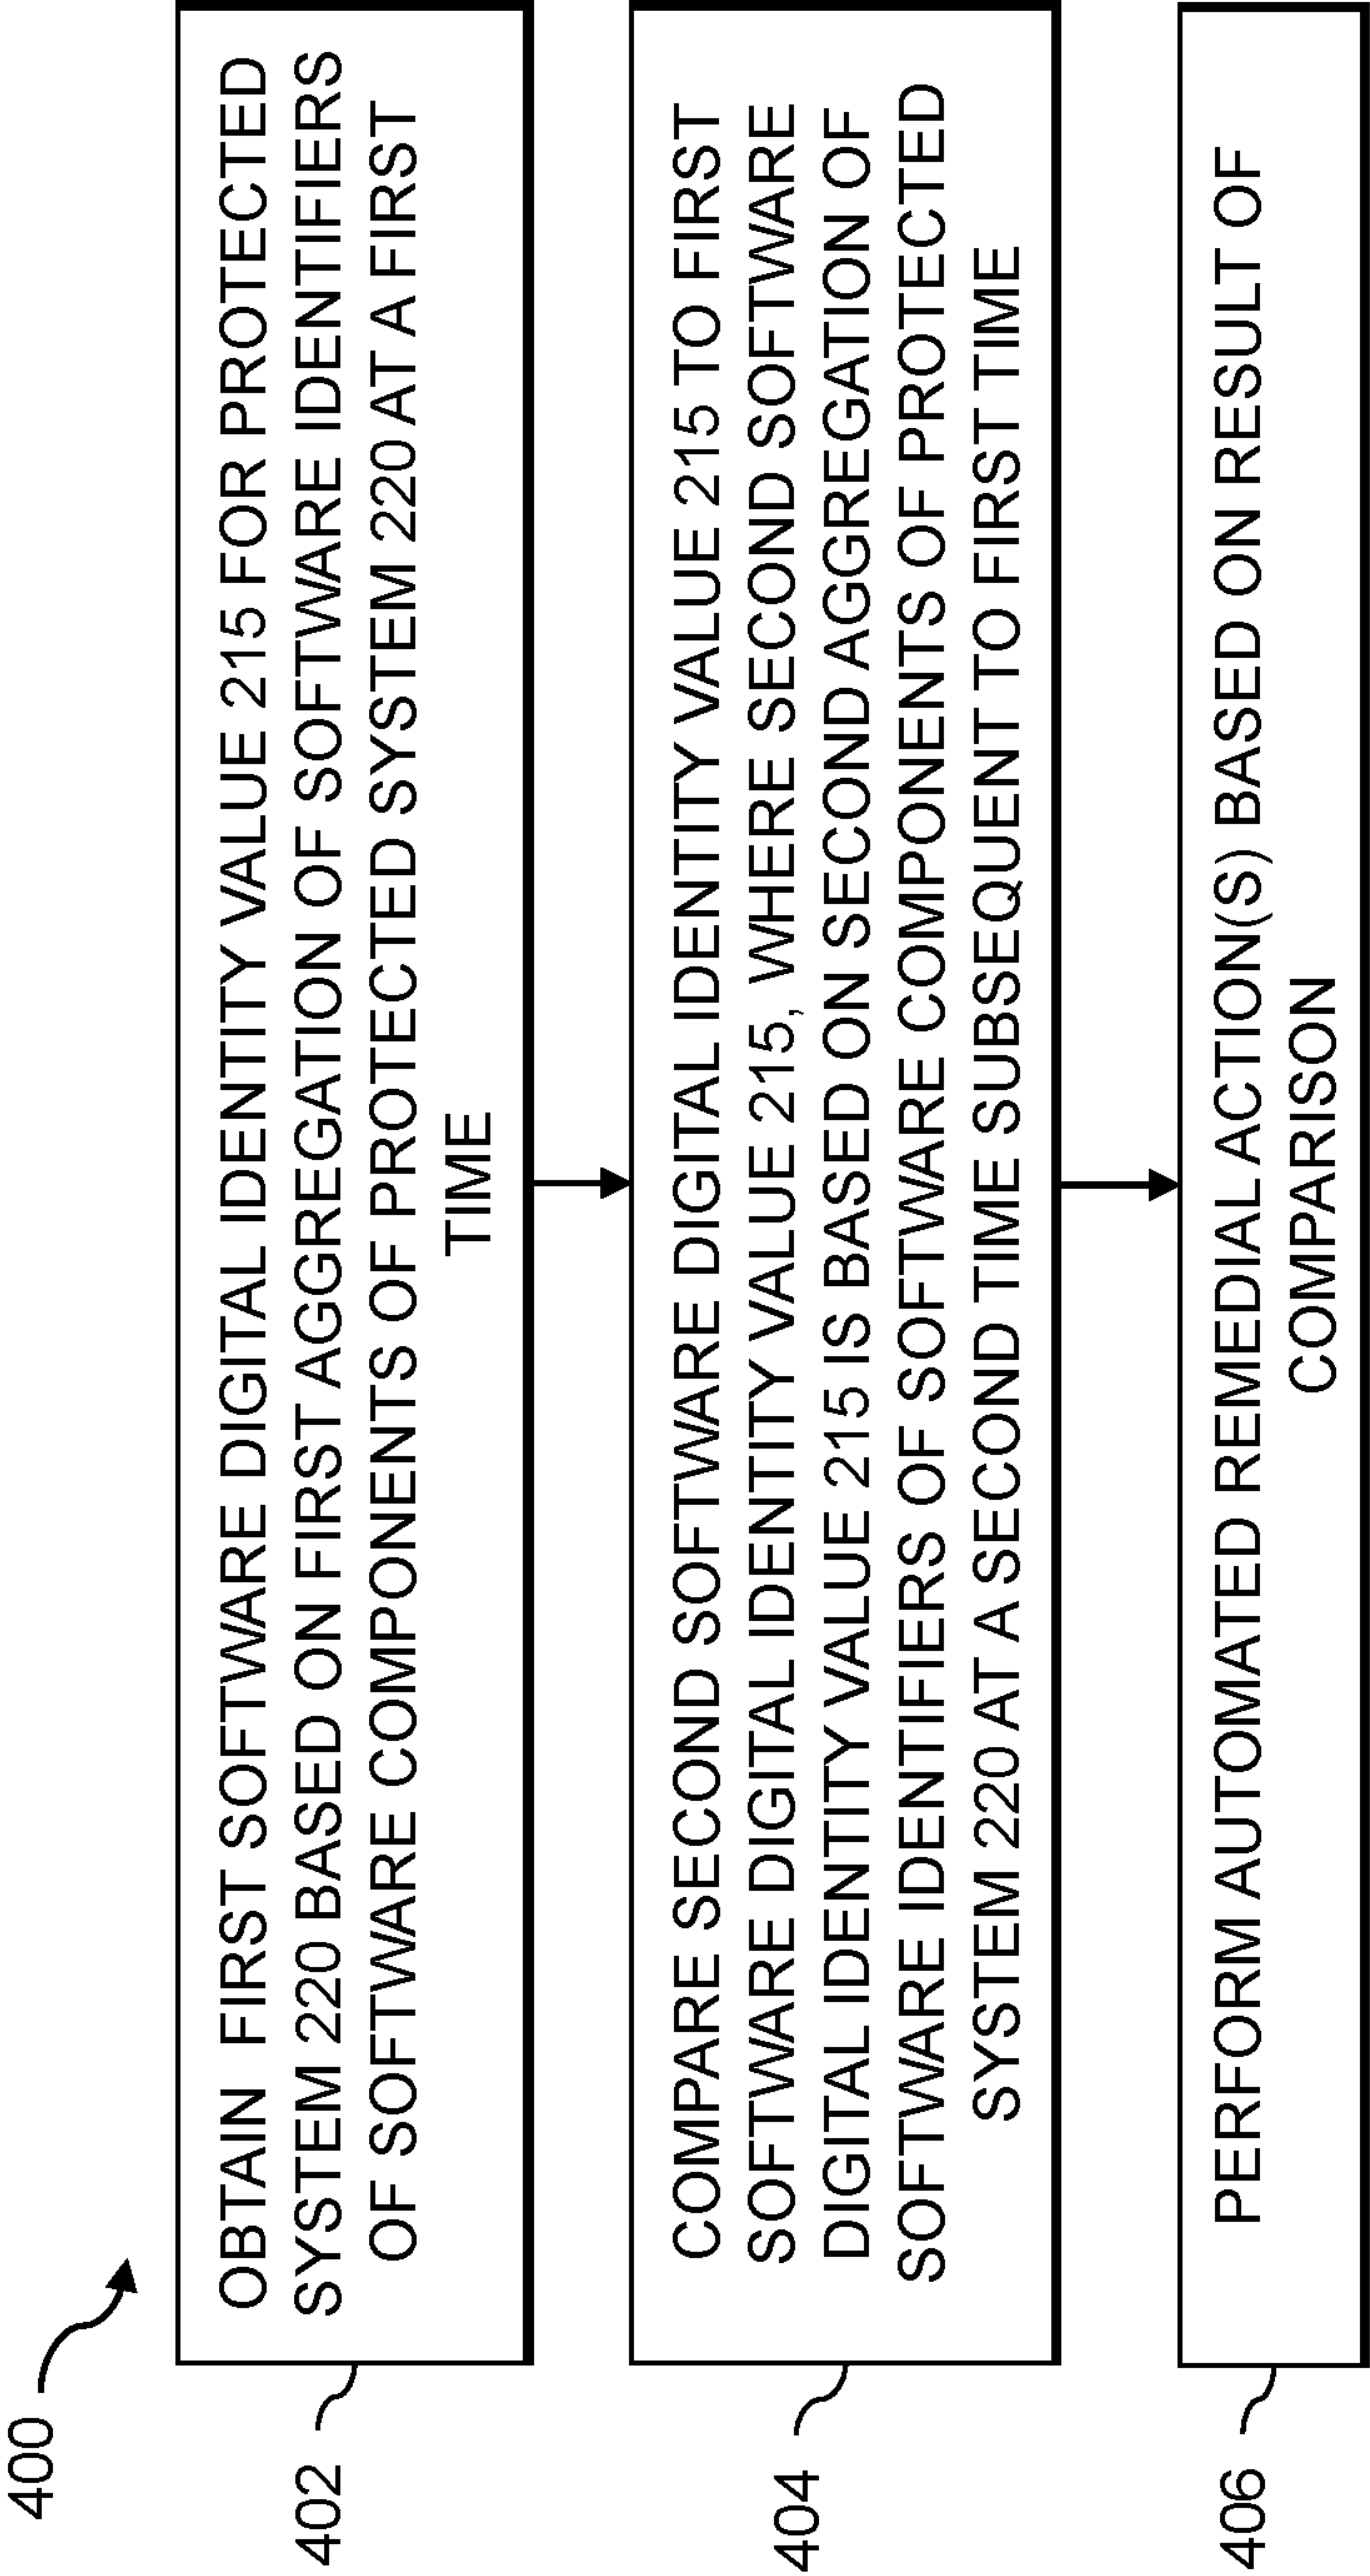 400
402
OBTAIN FIRST SOFTWARE DIGITAL IDENTITY VALUE 215 FOR PROTECTED
SYSTEM 220 BASED ON FIRST AGGREGATION OF SOFTWARE IDENTIFIERS
OF SOFTWARE COMPONENTS OF PROTECTED SYSTEM 220 AT A FIRST
TIME
404
COMPARE SECOND SOFTWARE DIGITAL IDENTITY VALUE 215 TO FIRST
SOFTWARE DIGITAL IDENTITY VALUE 215, WHERE SECOND SOFTWARE
DIGITAL IDENTITY VALUE 215 IS BASED ON SECOND AGGREGATION OF
SOFTWARE IDENTIFIERS OF SOFTWARE COMPONENTS OF PROTECTED
SYSTEM 220 AT A SECOND TIME SUBSEQUENT TO FIRST TIME
406
PERFORM AUTOMATED REMEDIAL ACTION(S) BASED ON RESULT OF
COMPARISON